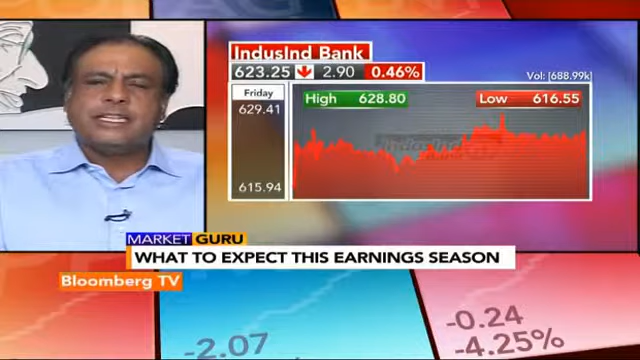 IndusInd Bank
623.25 2.90 0.46%
Vol: [688.99k]
Friday
High 628.80
Low 616.55
629.41
615.94
IndusInd Bank
MARKET GURU
WHAT TO EXPECT THIS EARNINGS SEASON
Bloomberg TV
-2.07
-0.24
-4.25%